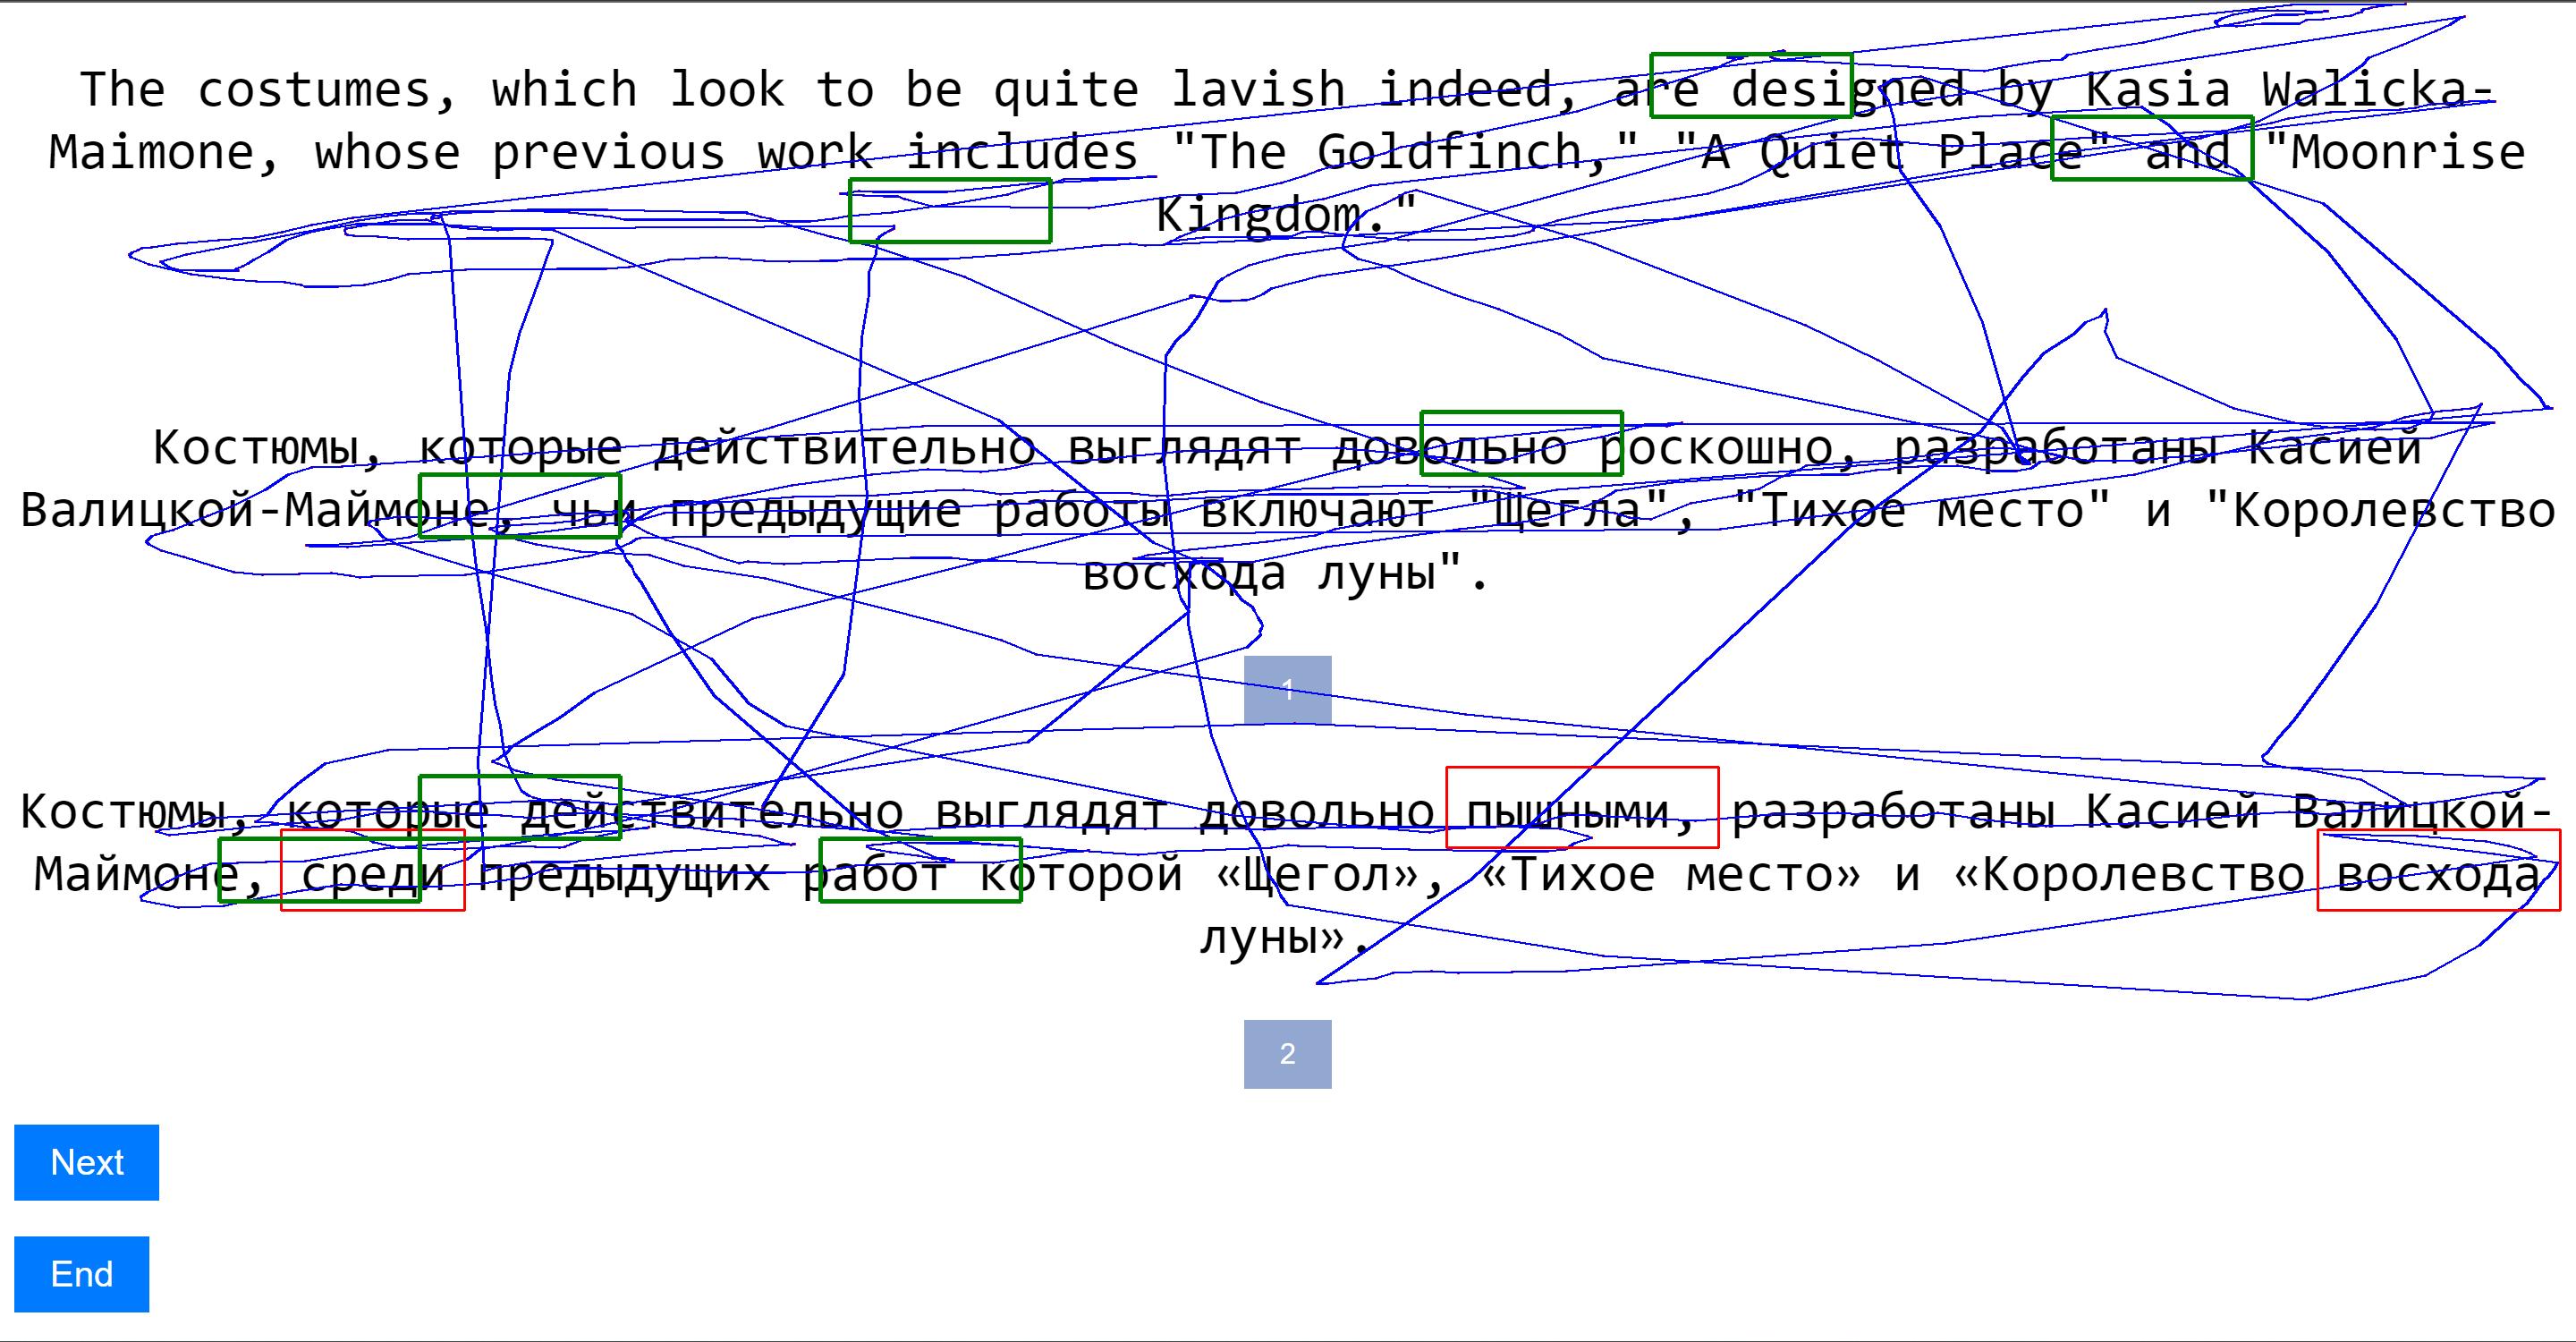 The costumes, which look to be quite lavish indeed, are designed by Kasia Walicka-
Maimone, whose previous work includes "The Goldfinch," "A Quiet Place" and "Moonrise
Kingdom."
Костюмы, которые действительно выглядят довольно роскошно, разработаны Касией
Валицкой-Маймоне, чьи предыдущие работы включают "Щегла", "Тихое место" и "Королевство
восхода луны".
1
Костюмы, которые действительно выглядят довольно пышными, разработаны Касией Валицкой-
Маймоне, среди предыдущих работ которой «Щегол», «Тихое место» и «Королевство восхода
луны».
2
Next
End